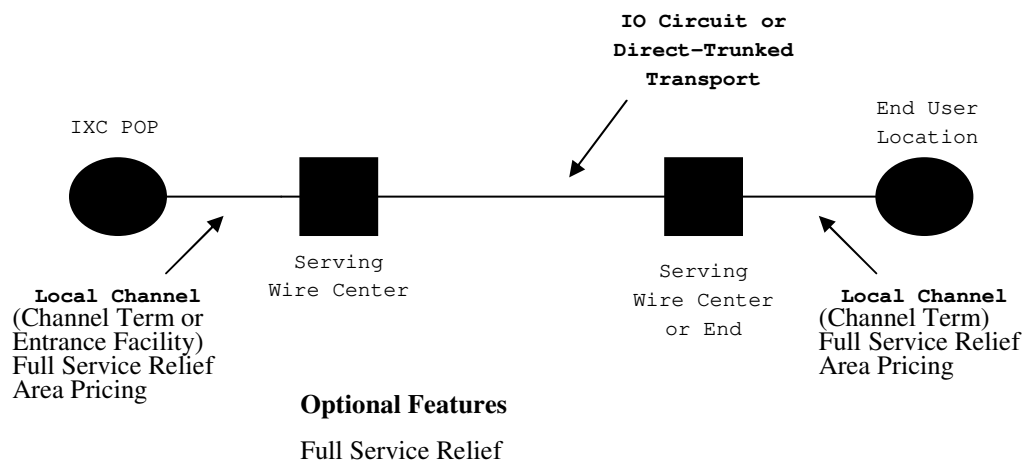 IO Circuit or
Direct-Trunked
Transport
IXC POP
End User
Location
Serving
Wire Center
Serving
Wire Center
or End
Local Channel
(Channel Term or
Entrance Facility)
Full Service Relief
Area Pricing
Local Channel
(Channel Term)
Full Service Relief
Area Pricing
Optional Features
Full Service Relief